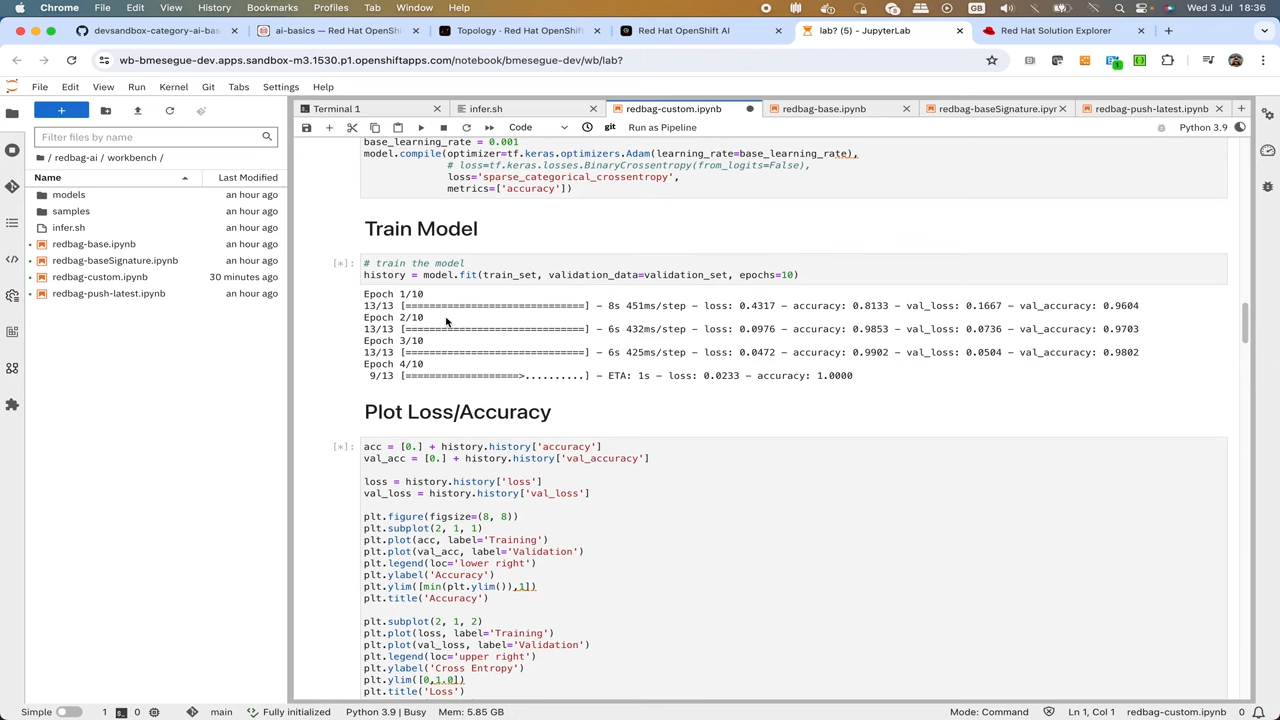 Chrome File Edit View History Bookmarks Profiles Tab Window Help GB Wed 3 Jul 18:36
devsandbox-category-ai-bas ai-basics — Red Hat OpenShi Topology · Red Hat OpenShift Red Hat OpenShift AI lab? (5) - JupyterLab Red Hat Solution Explorer
wb-bmesegue-dev.apps.sandbox-m3.1530.p1.openshiftapps.com/notebook/bmesegue-dev/wb/lab?
File Edit View Run Kernel Git Tabs Settings Help
Terminal 1 infer.sh redbag-custom.ipynb redbag-base.ipynb redbag-baseSignature.ipyr redbag-push-latest.ipynb
Code git Run as Pipeline Python 3.9
Filter files by name
/ redbag-ai / workbench /
Name Last Modified
models an hour ago
samples an hour ago
infer.sh an hour ago
redbag-base.ipynb an hour ago
redbag-baseSignature.ipynb an hour ago
redbag-custom.ipynb 30 minutes ago
redbag-push-latest.ipynb an hour ago
base_learning_rate = 0.001
model.compile(optimizer=tf.keras.optimizers.Adam(learning_rate=base_learning_rate),
# loss=tf.keras.losses.BinaryCrossentropy(from_logits=False),
loss='sparse_categorical_crossentropy',
metrics=['accuracy'])
Train Model
[*]: # train the model
history = model.fit(train_set, validation_data=validation_set, epochs=10)
Epoch 1/10
13/13 [==============================] - 8s 451ms/step - loss: 0.4317 - accuracy: 0.8133 - val_loss: 0.1667 - val_accuracy: 0.9604
Epoch 2/10
13/13 [==============================] - 6s 432ms/step - loss: 0.0976 - accuracy: 0.9853 - val_loss: 0.0736 - val_accuracy: 0.9703
Epoch 3/10
13/13 [==============================] - 6s 425ms/step - loss: 0.0472 - accuracy: 0.9902 - val_loss: 0.0504 - val_accuracy: 0.9802
Epoch 4/10
9/13 [===================>..........] - ETA: 1s - loss: 0.0233 - accuracy: 1.0000
Plot Loss/Accuracy
[*]: acc = [0.] + history.history['accuracy']
val_acc = [0.] + history.history['val_accuracy']
loss = history.history['loss']
val_loss = history.history['val_loss']
plt.figure(figsize=(8, 8))
plt.subplot(2, 1, 1)
plt.plot(acc, label='Training')
plt.plot(val_acc, label='Validation')
plt.legend(loc='lower right')
plt.ylabel('Accuracy')
plt.ylim([min(plt.ylim()),1])
plt.title('Accuracy')
plt.subplot(2, 1, 2)
plt.plot(loss, label='Training')
plt.plot(val_loss, label='Validation')
plt.legend(loc='upper right')
plt.ylabel('Cross Entropy')
plt.ylim([0,1.0])
plt.title('Loss')
Simple 1 0 main Fully initialized Python 3.9 | Busy Mem: 5.85 GB Mode: Command Ln 1, Col 1 redbag-custom.ipynb 0